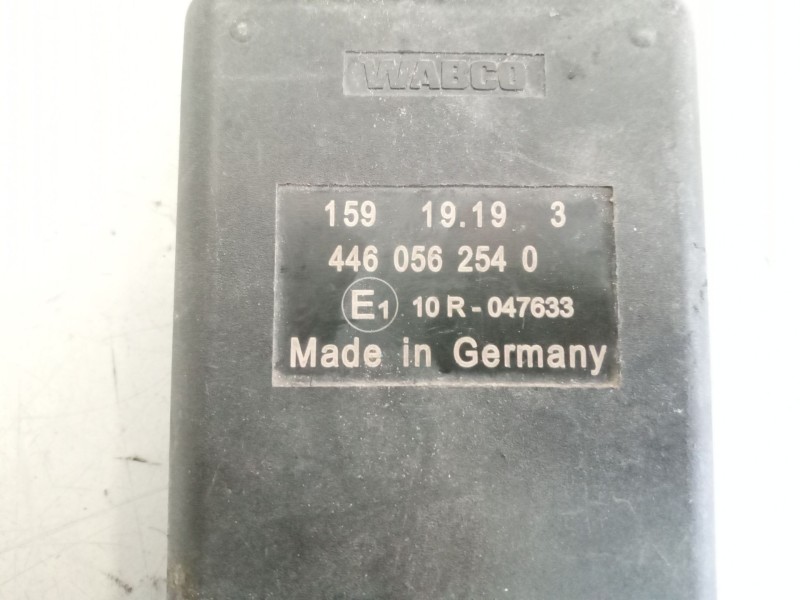 WABCO
159 19.19 3
446 056 254 0
E1 10 R - 047633
Made in Germany